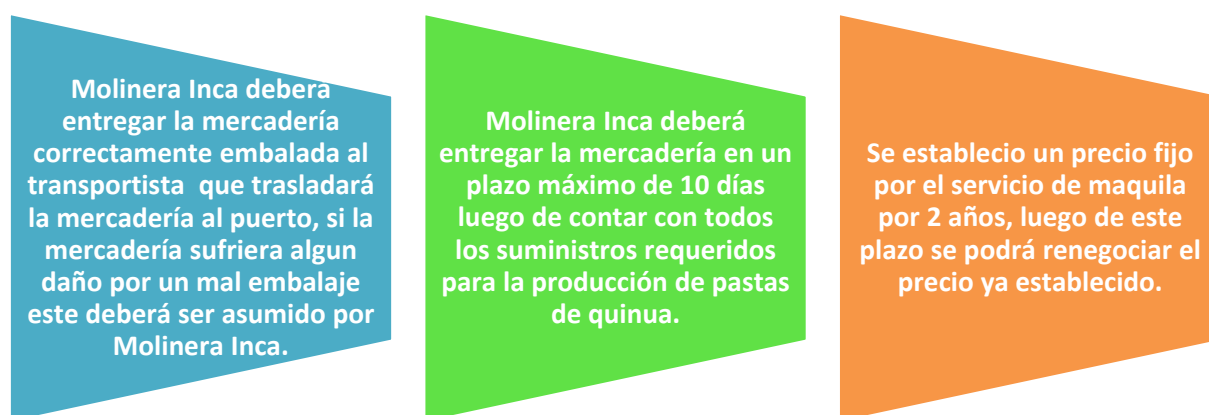 Molinera Inca deberá
entregar la mercadería
correctamente embalada al
transportista que trasladará
la mercadería al puerto, si la
mercadería sufriera algun
daño por un mal embalaje
este deberá ser asumido por
Molinera Inca.
Molinera Inca deberá
entregar la mercadería en un
plazo máximo de 10 días
luego de contar con todos
los suministros requeridos
para la producción de pastas
de quinua.
Se establecio un precio fijo
por el servicio de maquila
por 2 años, luego de este
plazo se podrá renegociar el
precio ya establecido.